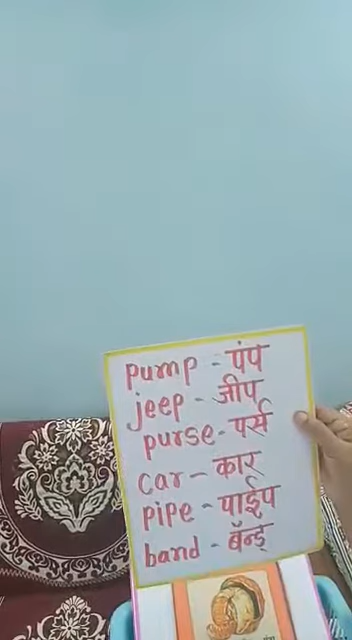 pump - पंप
jeep - जीप
purse - पर्स
car - कार
pipe - पाईप
band - बॅन्ड